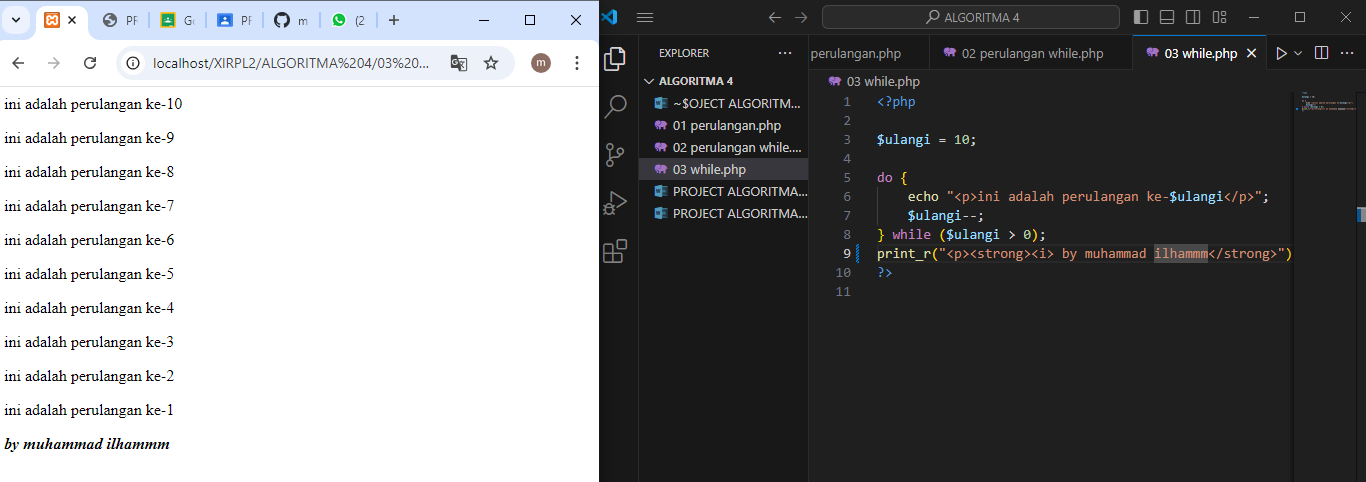 PF
Go
PF
m
(2
localhost/XIRPL2/ALGORITMA%204/03%20...
m
ini adalah perulangan ke-10
ini adalah perulangan ke-9
ini adalah perulangan ke-8
ini adalah perulangan ke-7
ini adalah perulangan ke-6
ini adalah perulangan ke-5
ini adalah perulangan ke-4
ini adalah perulangan ke-3
ini adalah perulangan ke-2
ini adalah perulangan ke-1
by muhammad ilhammm
ALGORITMA 4
EXPLORER
ALGORITMA 4
~$OJECT ALGORITM...
01 perulangan.php
02 perulangan while....
03 while.php
PROJECT ALGORITMA...
PROJECT ALGORITMA...
perulangan.php
02 perulangan while.php
03 while.php
03 while.php
1 <?php
2
3 $ulangi = 10;
4
5 do {
6 echo "<p>ini adalah perulangan ke-$ulangi</p>";
7 $ulangi--;
8 } while ($ulangi > 0);
9 print_r("<p><strong><i> by muhammad ilhammm</strong>")
10 ?>
11